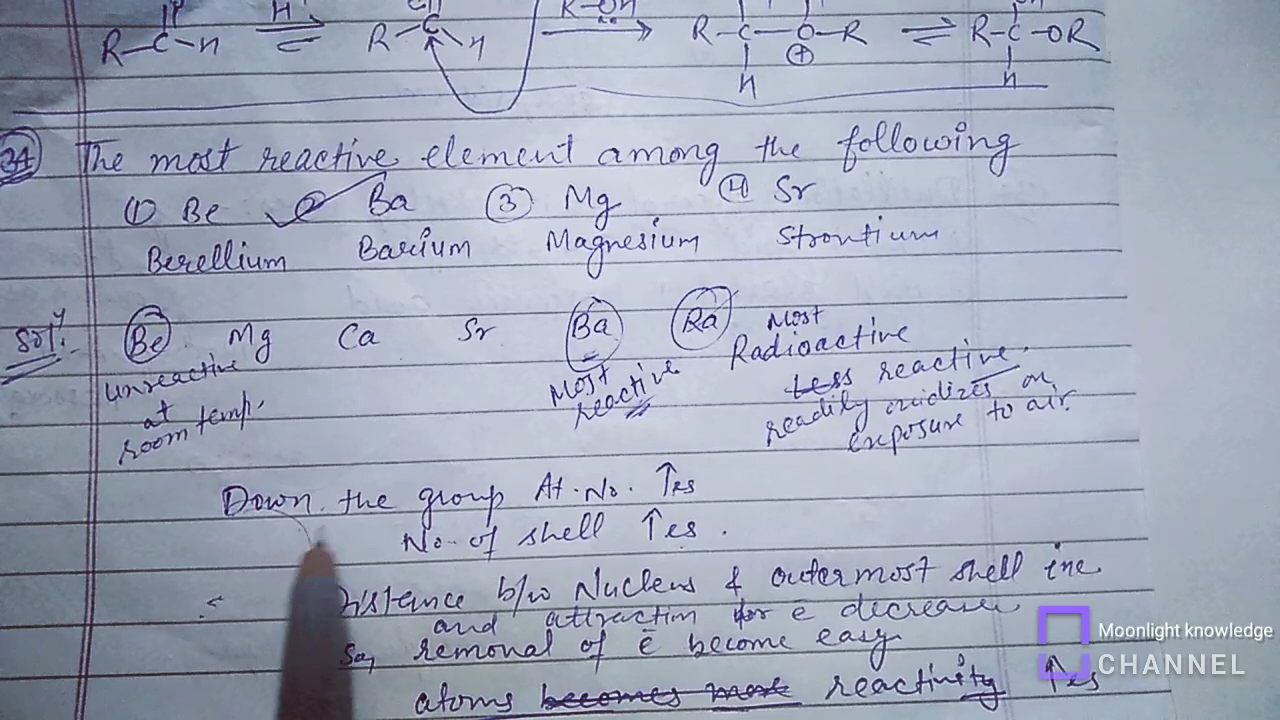 R-C-H H R-C-H R-OH R-C-O-R R-C-OR
H H
34 The most reactive element among the following
(1) Be Ba (3) Mg (4) Sr
Berellium Barium Magnesium Strontium
Solⁿ. Be Mg Ca Sr Ba Ra Most
Radioactive
unreactive at room temp. Most reactive Less reactive.
readily oxidizes on exposure to air.
Down the group At. No. ↑es
No. of shell ↑es.
Distance b/w Nucleus & outermost shell inc
and attraction for e̅ decreases
So, removal of e̅ become easy
atoms becomes most reactivity ↑es
Moonlight knowledge
CHANNEL